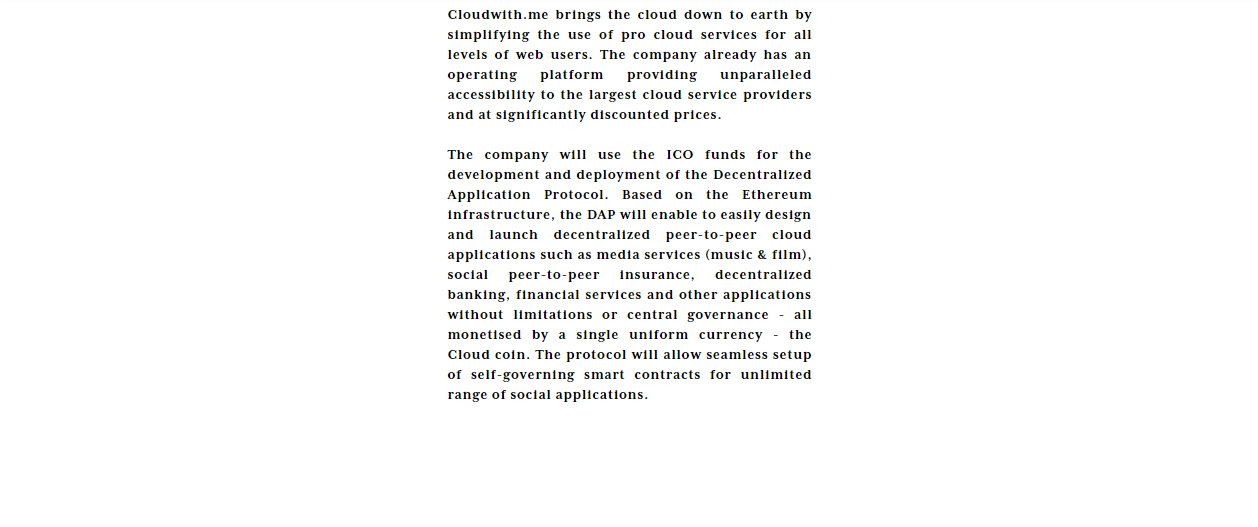 Cloudwith.me brings the cloud down to earth by
simplifying the use of pro cloud services for all
levels of web users. The company already has an
operating platform providing unparalleled
accessibility to the largest cloud service providers
and at significantly discounted prices.
The company will use the ICO funds for the
development and deployment of the Decentralized
Application Protocol. Based on the Ethereum
infrastructure, the DAP will enable to easily design
and launch decentralized peer-to-peer cloud
applications such as media services (music & film),
social peer-to-peer insurance, decentralized
banking, financial services and other applications
without limitations or central governance - all
monetised by a single uniform currency - the
Cloud coin. The protocol will allow seamless setup
of self-governing smart contracts for unlimited
range of social applications.